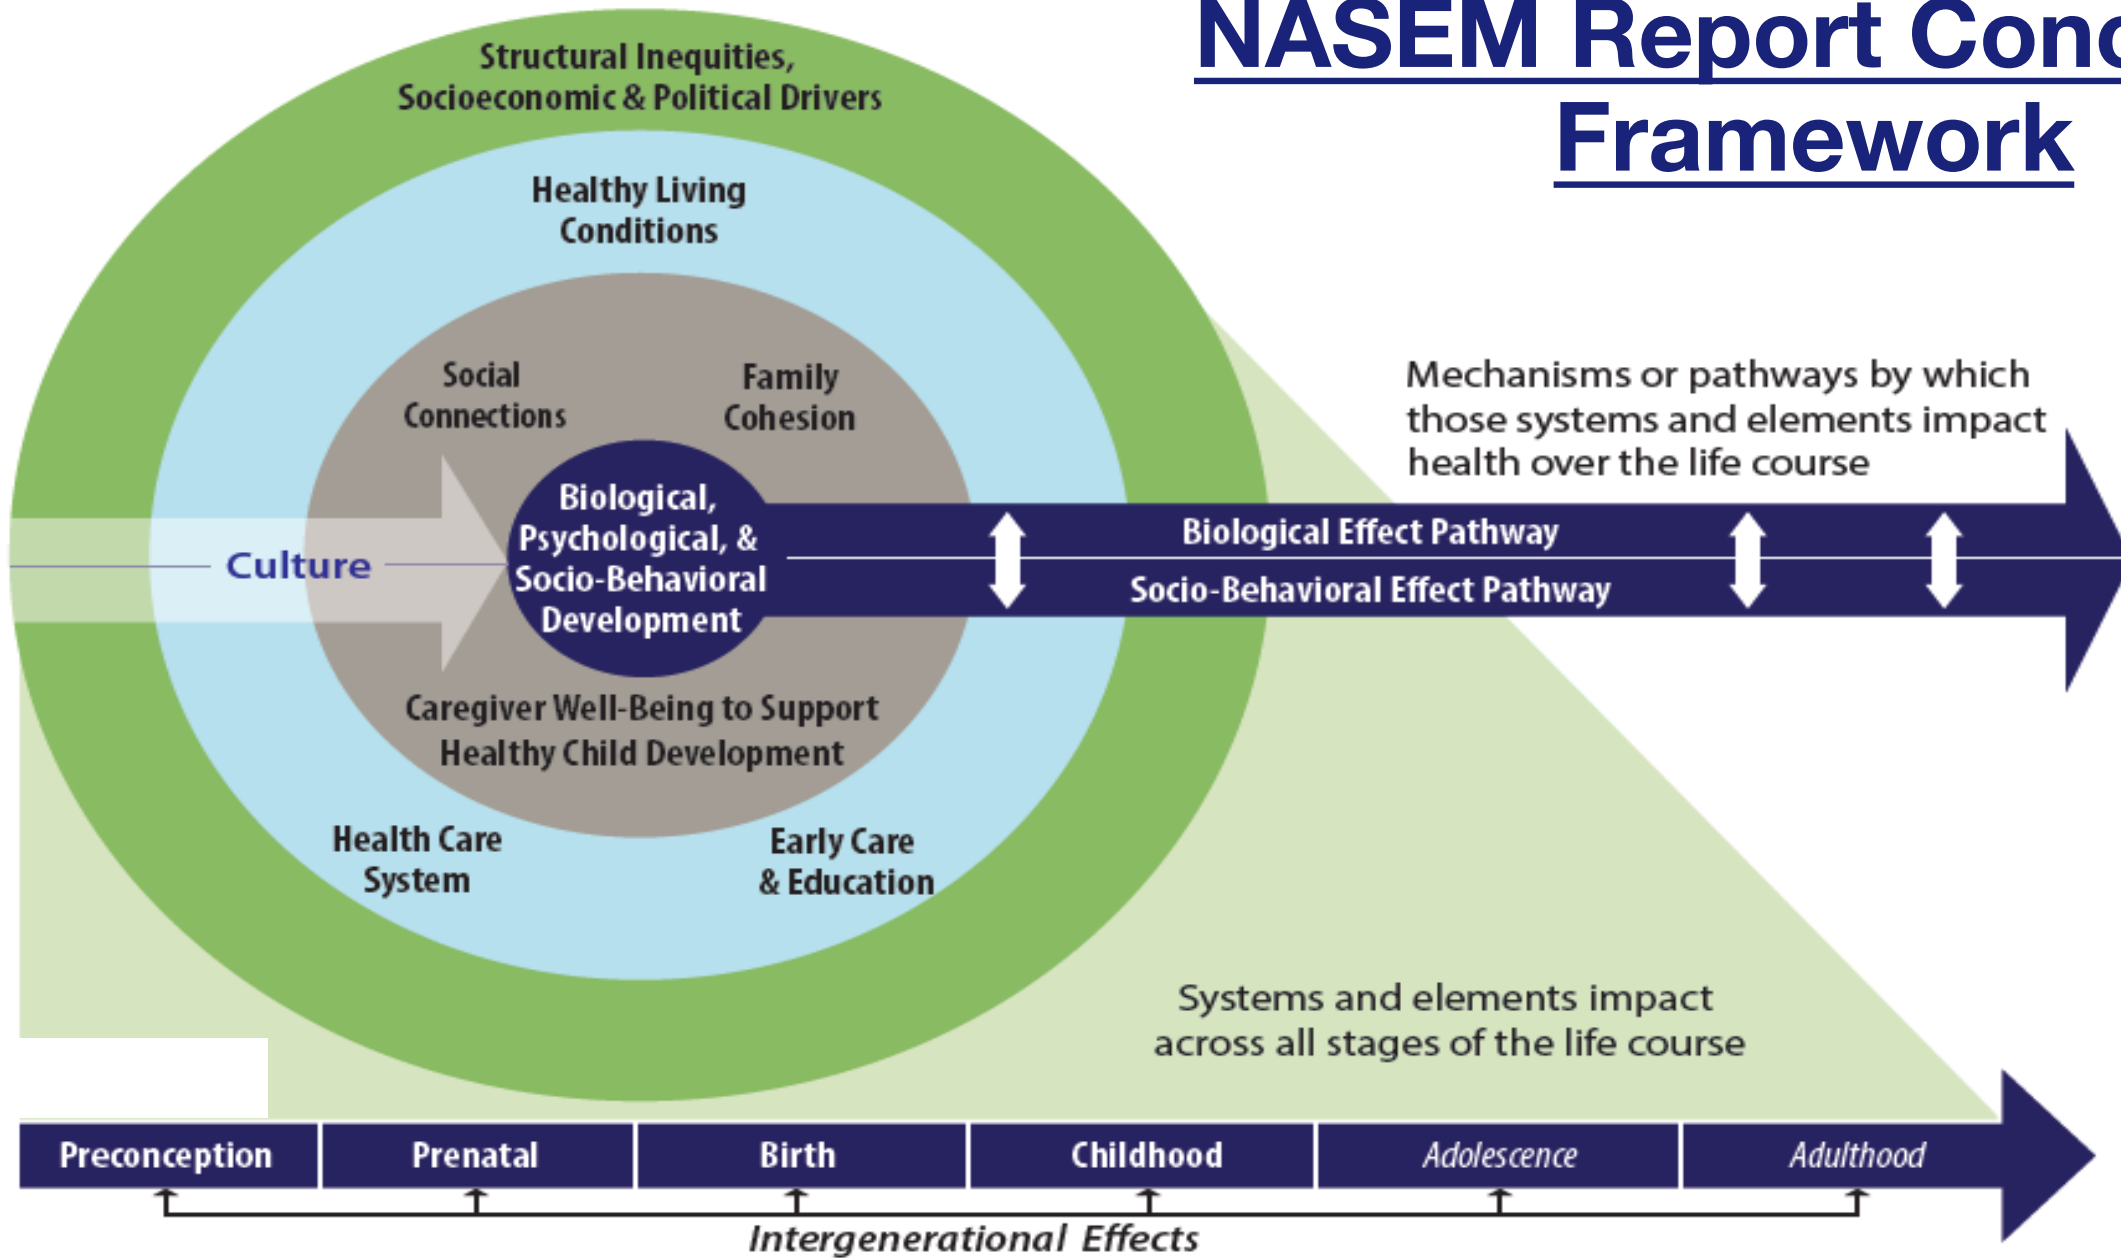 NASEM Report Conc
Framework
Structural Inequities,
Socioeconomic & Political Drivers
Healthy Living
Conditions
Social
Connections
Family
Cohesion
Culture
Biological,
Psychological, &
Socio-Behavioral
Development
Caregiver Well-Being to Support
Healthy Child Development
Health Care
System
Early Care
& Education
Mechanisms or pathways by which
those systems and elements impact
health over the life course
Biological Effect Pathway
Socio-Behavioral Effect Pathway
Systems and elements impact
across all stages of the life course
Preconception
Prenatal
Birth
Childhood
Adolescence
Adulthood
Intergenerational Effects